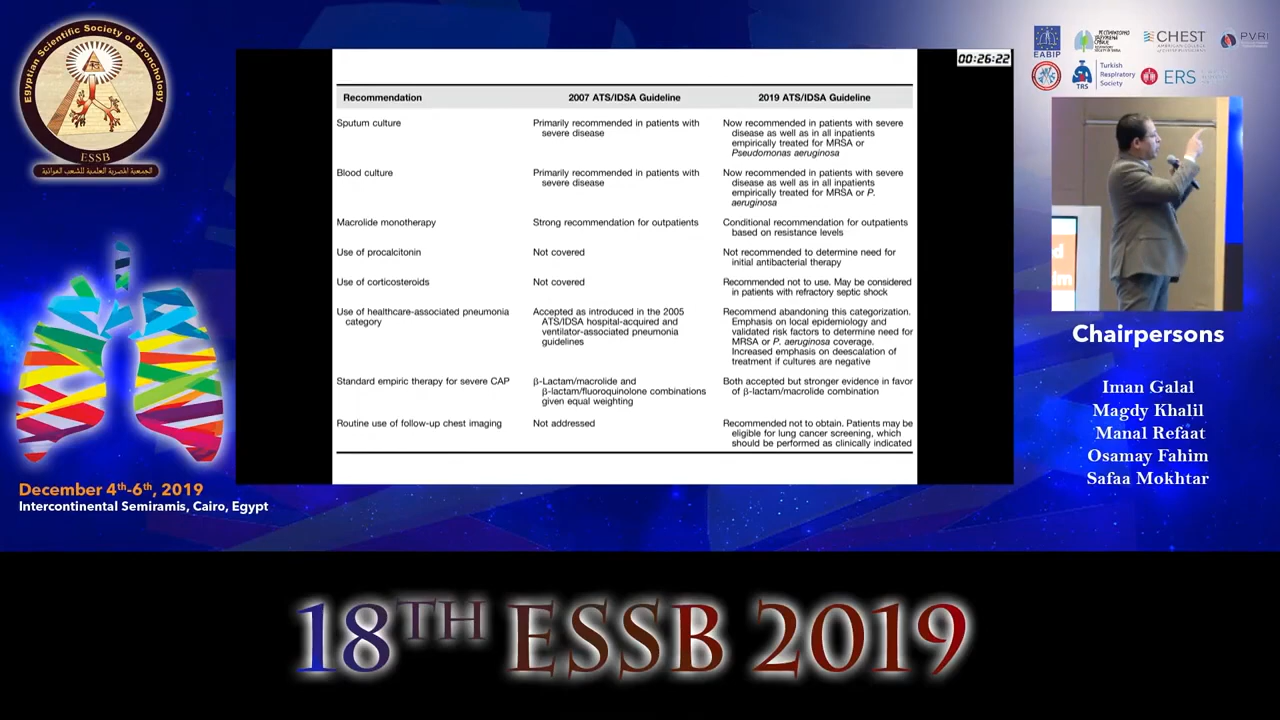 Egyptian Scientific Society of Bronchology
ESSB
الجمعية المصرية العلمية للشعب الهوائية
December 4th-6th, 2019
Intercontinental Semiramis, Cairo, Egypt
00:26:22
Recommendation 2007 ATS/IDSA Guideline 2019 ATS/IDSA Guideline
Sputum culture Primarily recommended in patients with Now recommended in patients with severe
severe disease disease as well as in all inpatients
empirically treated for MRSA or
Pseudomonas aeruginosa
Blood culture Primarily recommended in patients with Now recommended in patients with severe
severe disease disease as well as in all inpatients
empirically treated for MRSA or P.
aeruginosa
Macrolide monotherapy Strong recommendation for outpatients Conditional recommendation for outpatients
based on resistance levels
Use of procalcitonin Not covered Not recommended to determine need for
initial antibacterial therapy
Use of corticosteroids Not covered Recommended not to use. May be considered
in patients with refractory septic shock
Use of healthcare-associated pneumonia Accepted as introduced in the 2005 Recommend abandoning this categorization.
category ATS/IDSA hospital-acquired and Emphasis on local epidemiology and
ventilator-associated pneumonia validated risk factors to determine need for
guidelines MRSA or P. aeruginosa coverage.
Increased emphasis on deescalation of
treatment if cultures are negative
Standard empiric therapy for severe CAP β-Lactam/macrolide and Both accepted but stronger evidence in favor
β-lactam/fluoroquinolone combinations of β-lactam/macrolide combination
given equal weighting
Routine use of follow-up chest imaging Not addressed Recommended not to obtain. Patients may be
eligible for lung cancer screening, which
should be performed as clinically indicated
EABIP
CHEST
PVRI
TRS
Turkish
Respiratory
Society
ERS
Chairpersons
Iman Galal
Magdy Khalil
Manal Refaat
Osamay Fahim
Safaa Mokhtar
18TH ESSB 2019